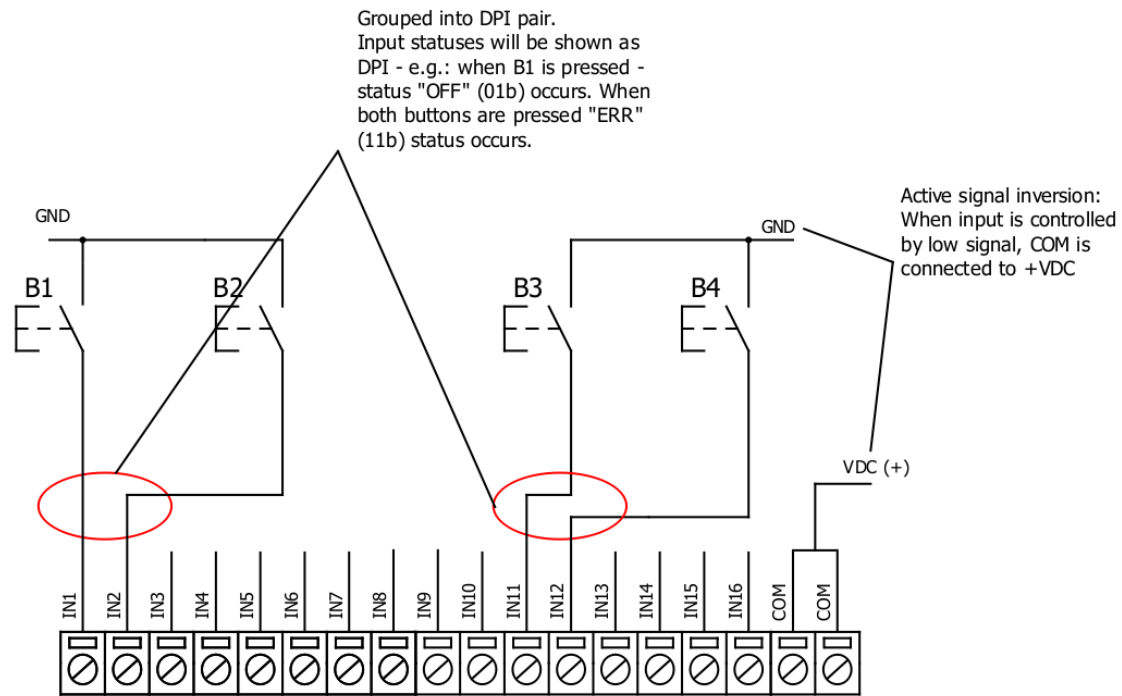 Grouped into DPI pair.
Input statuses will be shown as
DPI - e.g.: when B1 is pressed -
status "OFF" (01b) occurs. When
both buttons are pressed "ERR"
(11b) status occurs.
Active signal inversion:
When input is controlled
by low signal, COM is
connected to +VDC
GND
GND
B1
B2
B3
B4
VDC (+)
IN1
IN2
IN3
IN4
IN5
IN6
IN7
IN8
IN9
IN10
IN11
IN12
IN13
IN14
IN15
IN16
COM
COM